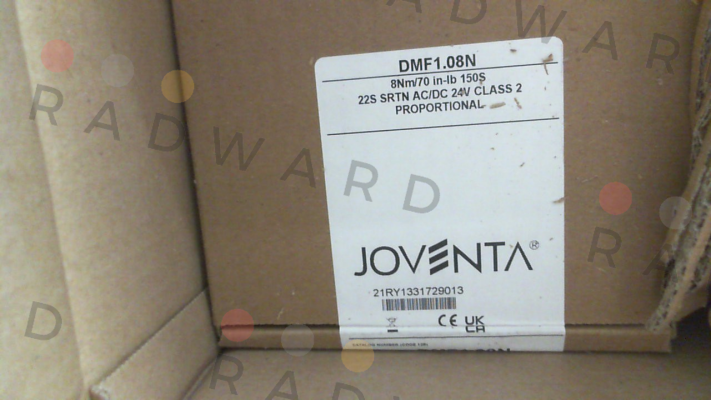 DMF1.08N
8Nm/70 in-lb 150S
22S SRTN AC/DC 24V CLASS 2
PROPORTIONAL
JOVENTA®
21RY1331729013
CE UK
CA
RADWARD
RADWARD
RADWARD